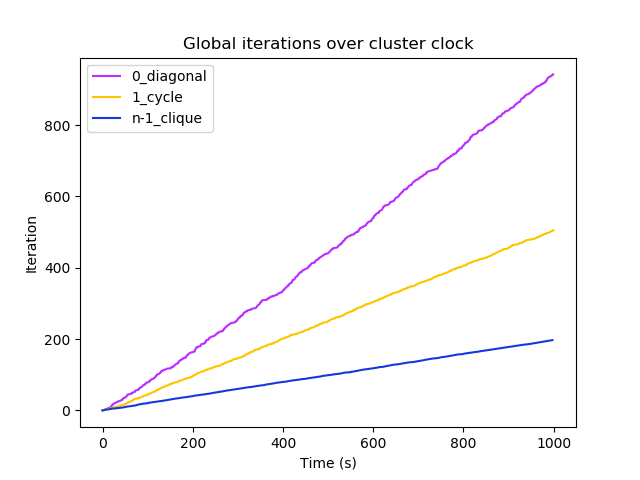 Global iterations over cluster clock
0_diagonal
1_cycle
n-1_clique
Iteration
800
600
400
200
0
0 200 400 600 800 1000
Time (s)